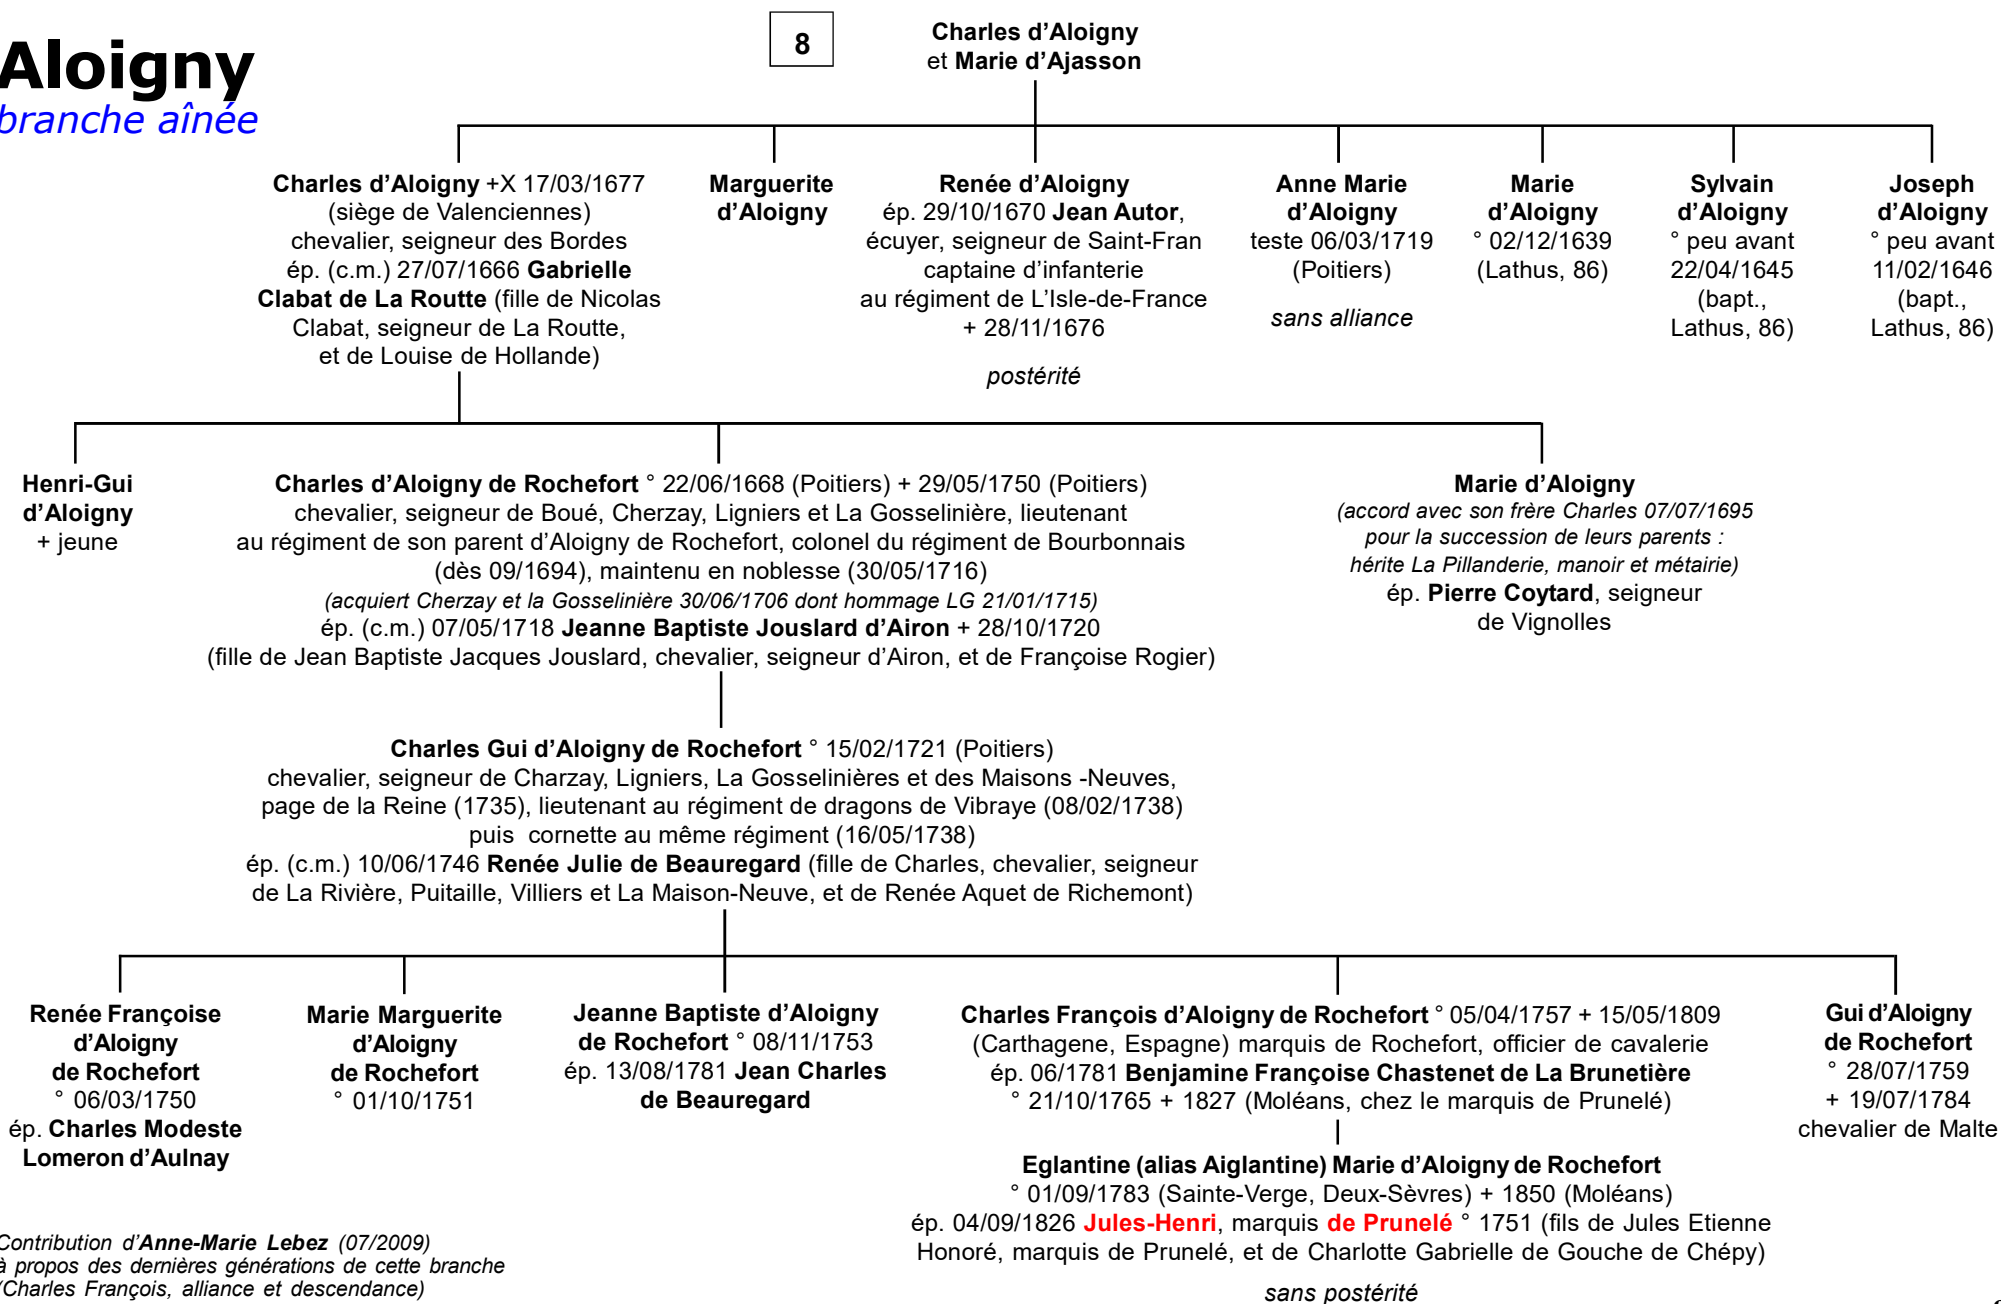 Aloigny
branche aînée
8
Charles d’Aloigny
et Marie d’Ajasson
Charles d’Aloigny +X 17/03/1677
(siège de Valenciennes)
chevalier, seigneur des Bordes
ép. (c.m.) 27/07/1666 Gabrielle
Clabat de La Routte (fille de Nicolas
Clabat, seigneur de La Routte,
et de Louise de Hollande)
Marguerite
d’Aloigny
Renée d’Aloigny
ép. 29/10/1670 Jean Autor,
écuyer, seigneur de Saint-Fran
captaine d’infanterie
au régiment de L’Isle-de-France
+ 28/11/1676
postérité
Anne Marie
d’Aloigny
teste 06/03/1719
(Poitiers)
sans alliance
Marie
d’Aloigny
° 02/12/1639
(Lathus, 86)
Sylvain
d’Aloigny
° peu avant
22/04/1645
(bapt.,
Lathus, 86)
Joseph
d’Aloigny
° peu avant
11/02/1646
(bapt.,
Lathus, 86)
Henri-Gui
d’Aloigny
+ jeune
Charles d’Aloigny de Rochefort ° 22/06/1668 (Poitiers) + 29/05/1750 (Poitiers)
chevalier, seigneur de Boué, Cherzay, Ligniers et La Gosselinière, lieutenant
au régiment de son parent d’Aloigny de Rochefort, colonel du régiment de Bourbonnais
(dès 09/1694), maintenu en noblesse (30/05/1716)
(acquiert Cherzay et la Gosselinière 30/06/1706 dont hommage LG 21/01/1715)
ép. (c.m.) 07/05/1718 Jeanne Baptiste Jouslard d’Airon + 28/10/1720
(fille de Jean Baptiste Jacques Jouslard, chevalier, seigneur d’Airon, et de Françoise Rogier)
Marie d’Aloigny
(accord avec son frère Charles 07/07/1695
pour la succession de leurs parents :
hérite La Pillanderie, manoir et métairie)
ép. Pierre Coytard, seigneur
de Vignolles
Charles Gui d’Aloigny de Rochefort ° 15/02/1721 (Poitiers)
chevalier, seigneur de Charzay, Ligniers, La Gosselinières et des Maisons -Neuves,
page de la Reine (1735), lieutenant au régiment de dragons de Vibraye (08/02/1738)
puis cornette au même régiment (16/05/1738)
ép. (c.m.) 10/06/1746 Renée Julie de Beauregard (fille de Charles, chevalier, seigneur
de La Rivière, Puitaille, Villiers et La Maison-Neuve, et de Renée Aquet de Richemont)
Renée Françoise
d’Aloigny
de Rochefort
° 06/03/1750
ép. Charles Modeste
Lomeron d’Aulnay
Marie Marguerite
d’Aloigny
de Rochefort
° 01/10/1751
Jeanne Baptiste d’Aloigny
de Rochefort ° 08/11/1753
ép. 13/08/1781 Jean Charles
de Beauregard
Charles François d’Aloigny de Rochefort ° 05/04/1757 + 15/05/1809
(Carthagene, Espagne) marquis de Rochefort, officier de cavalerie
ép. 06/1781 Benjamine Françoise Chastenet de La Brunetière
° 21/10/1765 + 1827 (Moléans, chez le marquis de Prunelé)
Gui d’Aloigny
de Rochefort
° 28/07/1759
+ 19/07/1784
chevalier de Malte
Eglantine (alias Aiglantine) Marie d’Aloigny de Rochefort
° 01/09/1783 (Sainte-Verge, Deux-Sèvres) + 1850 (Moléans)
ép. 04/09/1826 Jules-Henri, marquis de Prunelé ° 1751 (fils de Jules Etienne
Honoré, marquis de Prunelé, et de Charlotte Gabrielle de Gouche de Chépy)
sans postérité
Contribution d’Anne-Marie Lebez (07/2009)
à propos des dernières générations de cette branche
(Charles François, alliance et descendance)